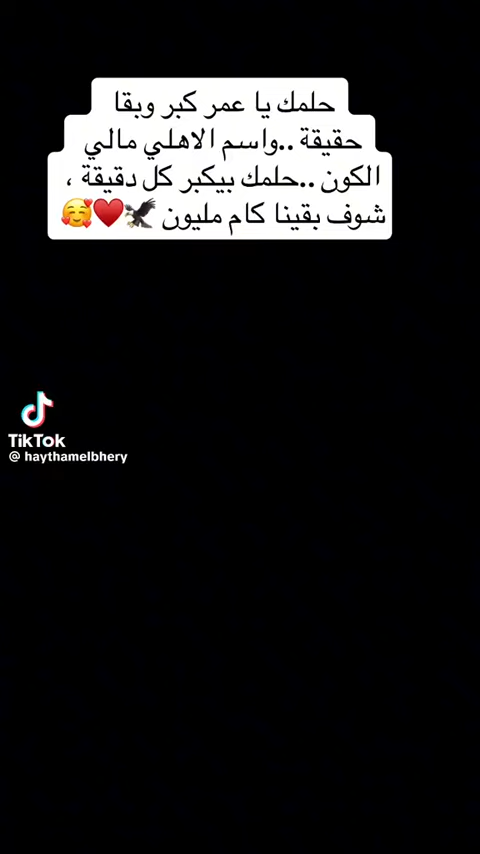 حلمك يا عمر كبر وبقا
حقيقة ..واسم الاهلي مالي
الكون ..حلمك بيكبر كل دقيقة ،
شوف بقينا كام مليون 🦅♥️🥰
TikTok
@ haythamelbhery